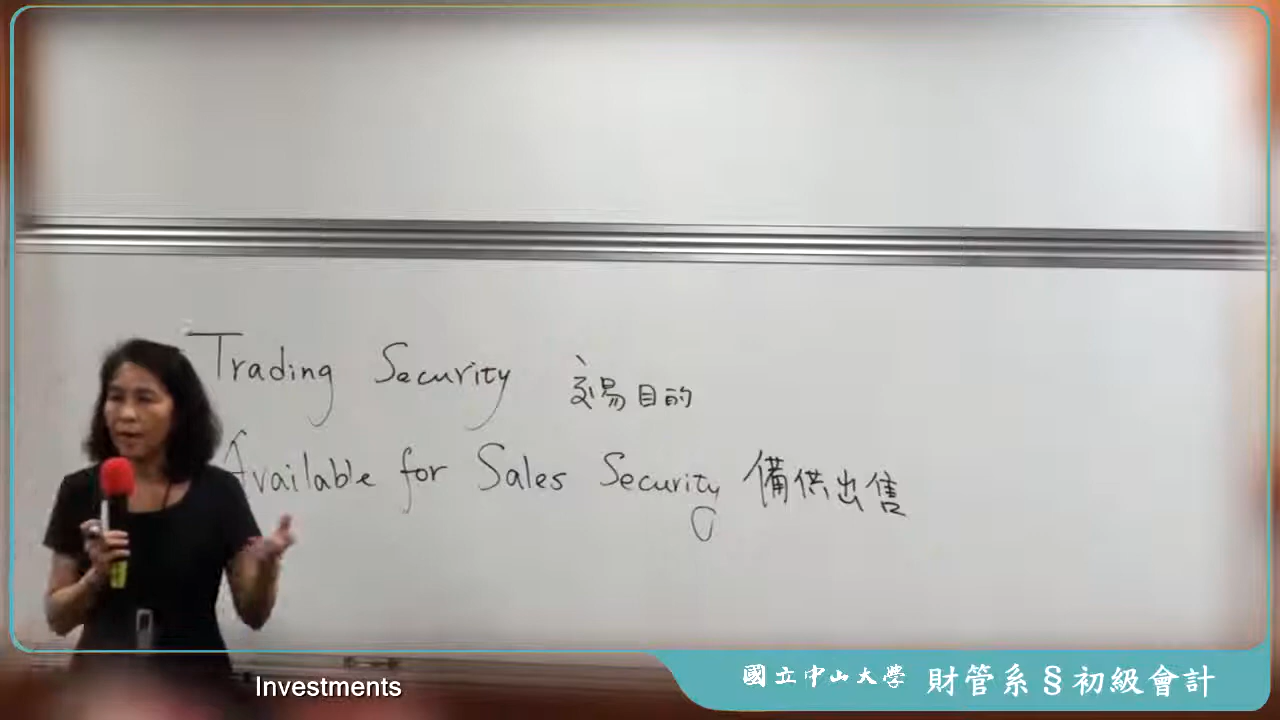 Trading Security 交易目的
Available for Sales Security 備供出售
Investments
國立中山大學 財管系§初級會計